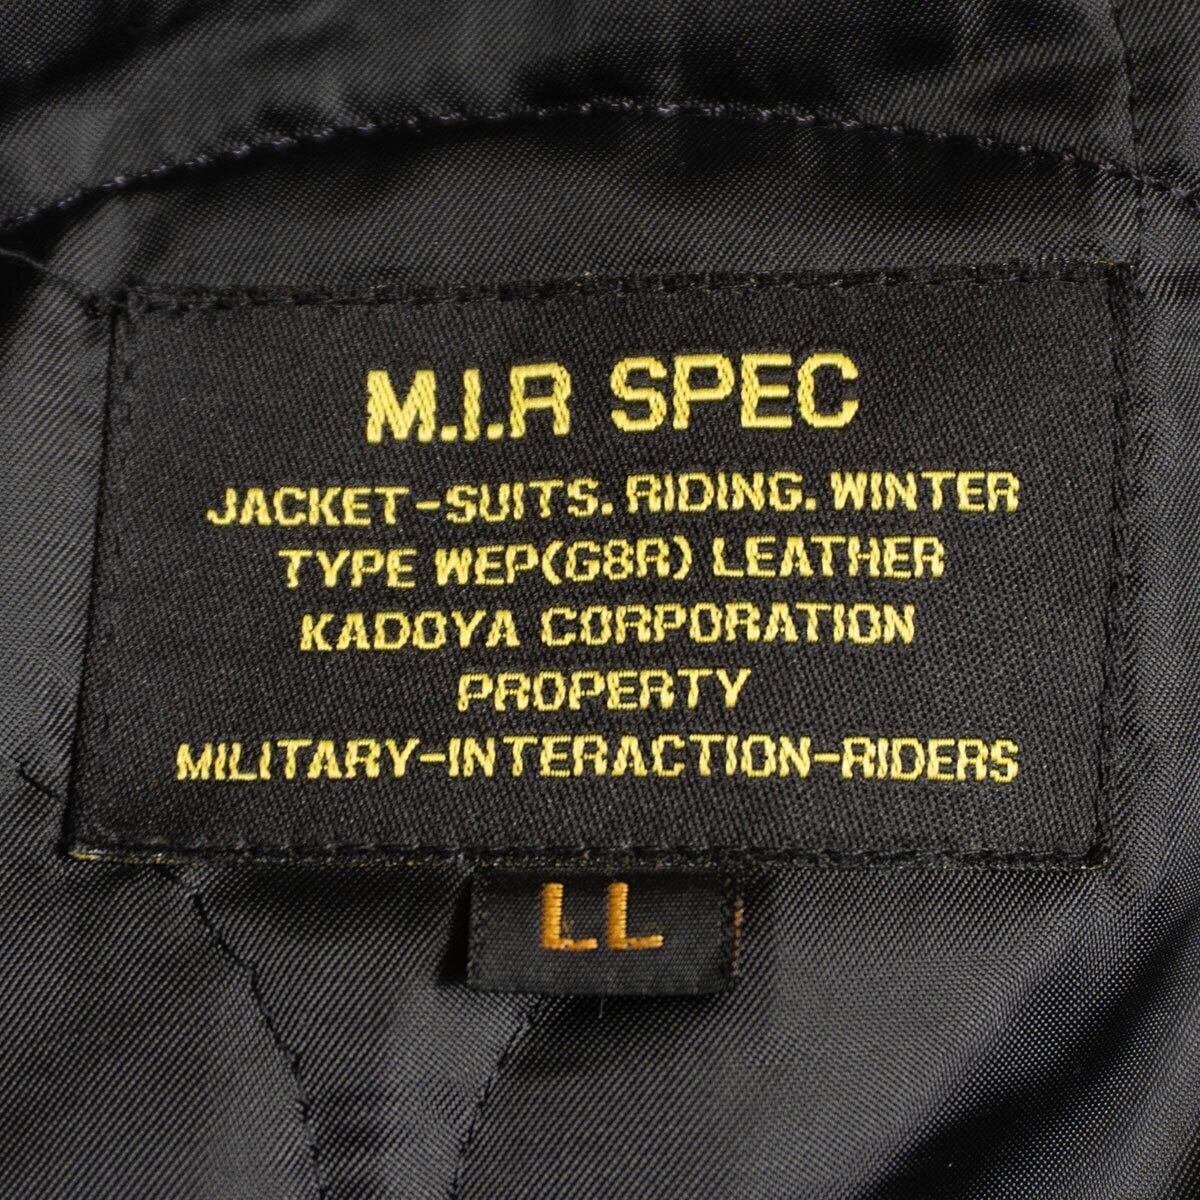 M.I.R SPEC
JACKET-SUITS. RIDING. WINTER
TYPE WEP(G8R) LEATHER
KADOYA CORPORATION
PROPERTY
MILITARY-INTERACTION-RIDERS
LL